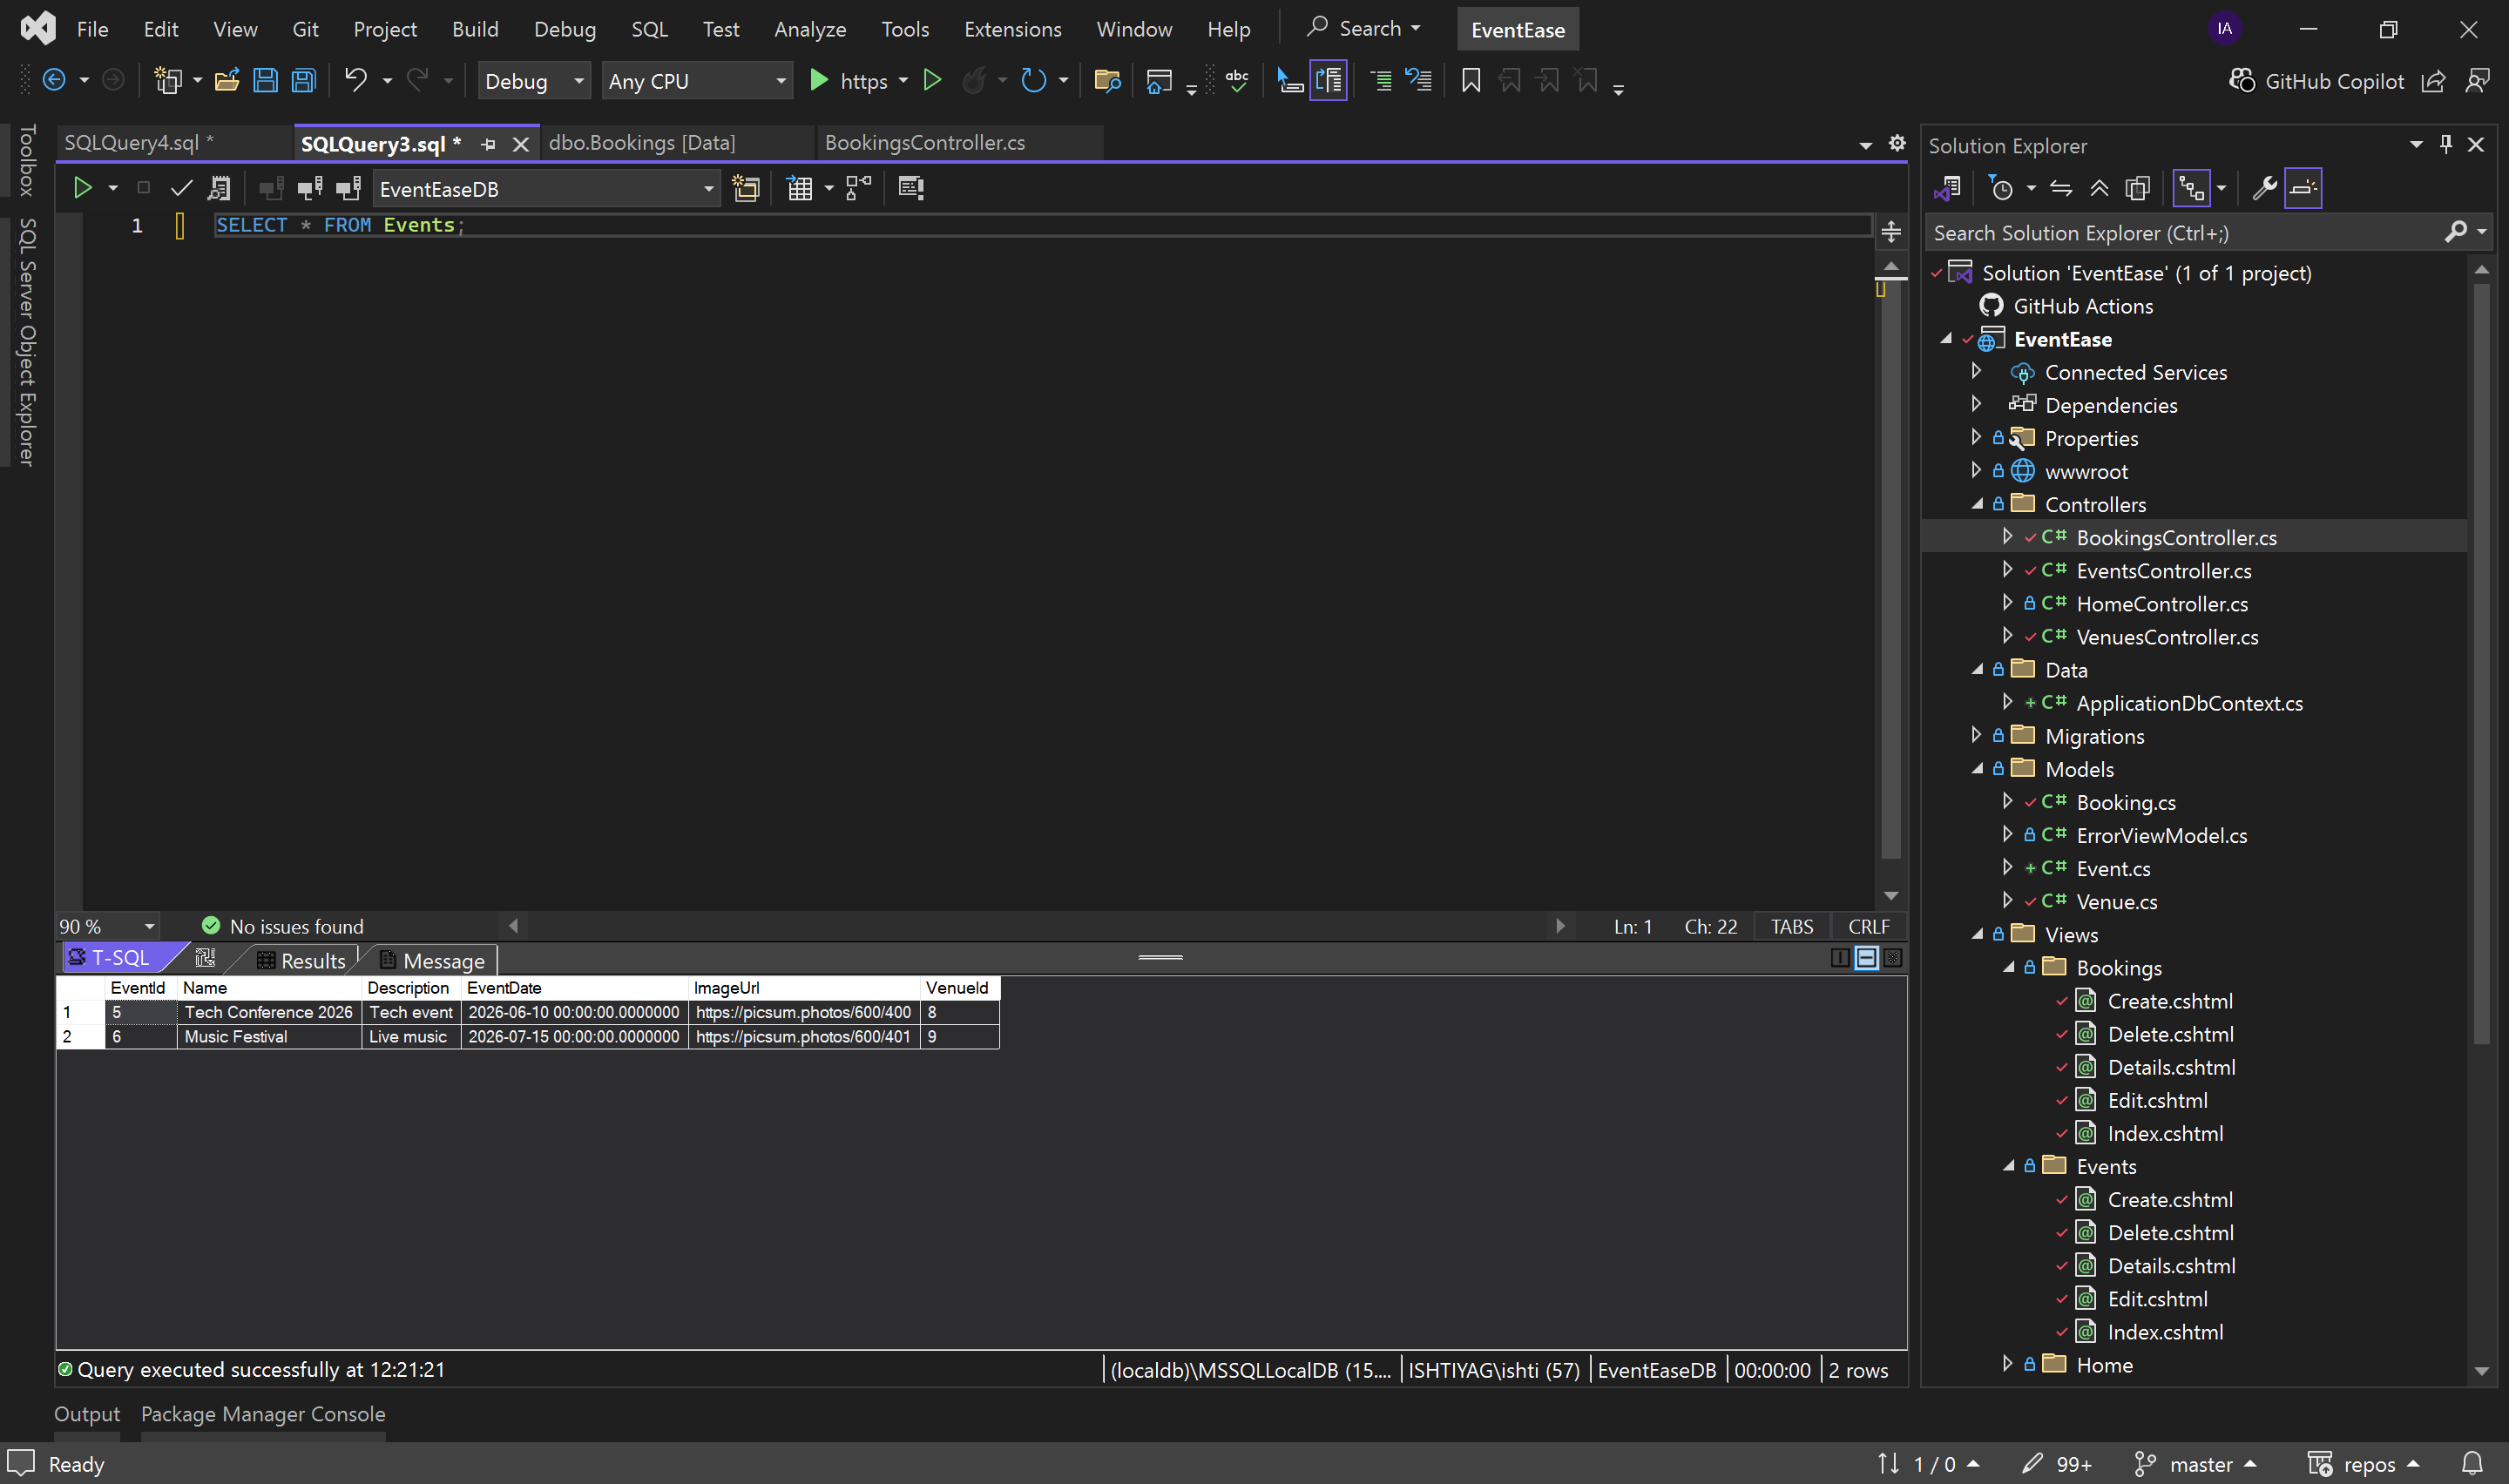 File Edit View Git Project Build Debug SQL Test Analyze Tools Extensions Window Help Search EventEase IA
Debug Any CPU https abc GitHub Copilot
Toolbox
SQL Server Object Explorer
SQLQuery4.sql * SQLQuery3.sql * dbo.Bookings [Data] BookingsController.cs
EventEaseDB
1 SELECT * FROM Events;
90 % No issues found Ln: 1 Ch: 22 TABS CRLF
T-SQL Results Message
EventId Name Description EventDate ImageUrl VenueId
1 5 Tech Conference 2026 Tech event 2026-06-10 00:00:00.0000000 https://picsum.photos/600/400 8
2 6 Music Festival Live music 2026-07-15 00:00:00.0000000 https://picsum.photos/600/401 9
Query executed successfully at 12:21:21 (localdb)\MSSQLLocalDB (15.... ISHTIYAG\ishti (57) EventEaseDB 00:00:00 2 rows
Output Package Manager Console
Solution Explorer
Search Solution Explorer (Ctrl+;)
Solution 'EventEase' (1 of 1 project)
GitHub Actions
EventEase
Connected Services
Dependencies
Properties
wwwroot
Controllers
C# BookingsController.cs
C# EventsController.cs
C# HomeController.cs
C# VenuesController.cs
Data
C# ApplicationDbContext.cs
Migrations
Models
C# Booking.cs
C# ErrorViewModel.cs
C# Event.cs
C# Venue.cs
Views
Bookings
Create.cshtml
Delete.cshtml
Details.cshtml
Edit.cshtml
Index.cshtml
Events
Create.cshtml
Delete.cshtml
Details.cshtml
Edit.cshtml
Index.cshtml
Home
Ready 1 / 0 99+ master repos